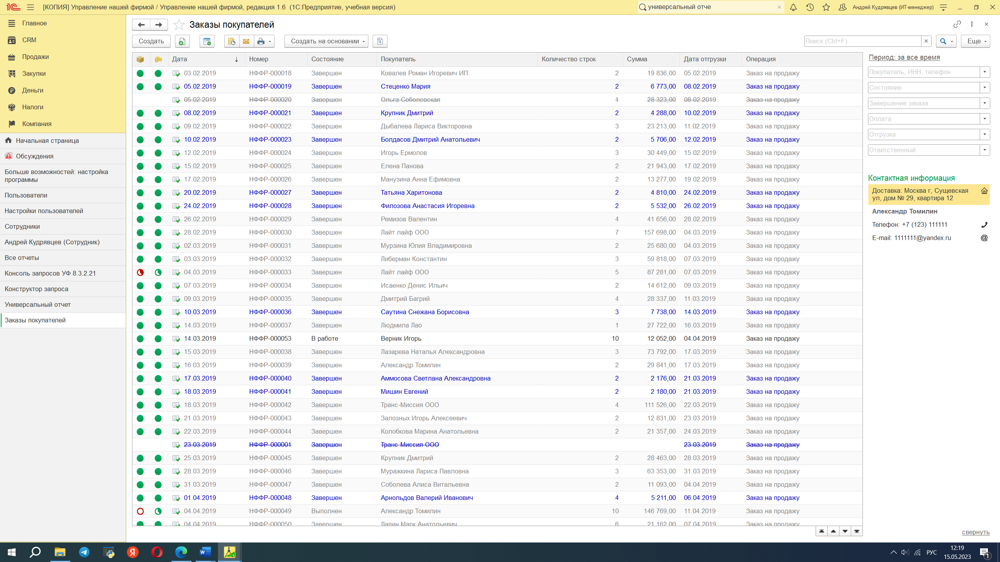 [КОПИЯ] Управление нашей фирмой / Управление нашей фирмой, редакция 1.6 (1С:Предприятие, учебная версия)
универсальный отче
Андрей Кудрявцев (ИТ-менеджер)
Главное
CRM
Продажи
Закупки
Деньги
Налоги
Компания
Начальная страница
Обсуждения
Больше возможностей: настройка
программы
Пользователи
Настройки пользователей
Сотрудники
Андрей Кудрявцев (Сотрудник)
Все отчеты
Консоль запросов УФ 8.3.2.21
Конструктор запроса
Универсальный отчет
Заказы покупателей
Заказы покупателей
Создать
Создать на основании
Поиск (Ctrl+F)
Еще
Дата Номер Состояние Покупатель Количество строк Сумма Дата отгрузки Операция
03.02.2019 НФФР-000018 Завершен Ковалев Роман Игоревич ИП 2 19 836,00 05.02.2019 Заказ на продажу
05.02.2019 НФФР-000019 Завершен Стеценко Мария 2 6 773,00 08.02.2019 Заказ на продажу
05.02.2019 НФФР-000020 Завершен Ольга Соболевская 1 28 323,00 08.02.2019 Заказ на продажу
08.02.2019 НФФР-000021 Завершен Крупник Дмитрий 2 4 288,00 10.02.2019 Заказ на продажу
09.02.2019 НФФР-000022 Завершен Дыбалева Лариса Викторовна 3 23 213,00 11.02.2019 Заказ на продажу
10.02.2019 НФФР-000023 Завершен Болдасов Дмитрий Анатольевич 2 5 706,00 12.02.2019 Заказ на продажу
12.02.2019 НФФР-000024 Завершен Игорь Ермолов 3 30 449,00 15.02.2019 Заказ на продажу
15.02.2019 НФФР-000025 Завершен Елена Панова 2 21 943,00 17.02.2019 Заказ на продажу
17.02.2019 НФФР-000026 Завершен Манузина Анна Ефимовна 2 13 277,00 19.02.2019 Заказ на продажу
20.02.2019 НФФР-000027 Завершен Татьяна Харитонова 2 4 810,00 24.02.2019 Заказ на продажу
24.02.2019 НФФР-000028 Завершен Филозова Анастасия Игоревна 2 5 532,00 26.02.2019 Заказ на продажу
26.02.2019 НФФР-000029 Завершен Ремизов Валентин 4 41 656,00 28.02.2019 Заказ на продажу
28.02.2019 НФФР-000030 Завершен Лайт лайф ООО 7 157 698,00 04.03.2019 Заказ на продажу
02.03.2019 НФФР-000031 Завершен Мурзина Юлия Владимировна 2 25 680,00 04.03.2019 Заказ на продажу
03.03.2019 НФФР-000032 Завершен Либерман Константин 3 59 818,00 07.03.2019 Заказ на продажу
04.03.2019 НФФР-000033 Завершен Лайт лайф ООО 5 87 281,00 07.03.2019 Заказ на продажу
07.03.2019 НФФР-000034 Завершен Исаенко Денис Ильич 2 14 612,00 09.03.2019 Заказ на продажу
09.03.2019 НФФР-000035 Завершен Дмитрий Багрий 4 28 337,00 11.03.2019 Заказ на продажу
10.03.2019 НФФР-000036 Завершен Саутина Снежана Борисовна 3 7 738,00 14.03.2019 Заказ на продажу
14.03.2019 НФФР-000037 Завершен Людмила Лао 1 27 722,00 16.03.2019 Заказ на продажу
14.03.2019 НФФР-000053 В работе Верник Игорь 10 12 052,00 04.04.2019 Заказ на продажу
15.03.2019 НФФР-000038 Завершен Лазарева Наталья Александровна 3 73 792,00 17.03.2019 Заказ на продажу
16.03.2019 НФФР-000039 Завершен Александр Томилин 2 29 841,00 17.03.2019 Заказ на продажу
17.03.2019 НФФР-000040 Завершен Аммосова Светлана Александровна 2 2 176,00 21.03.2019 Заказ на продажу
18.03.2019 НФФР-000041 Завершен Мишин Евгений 2 2 180,00 21.03.2019 Заказ на продажу
18.03.2019 НФФР-000042 Завершен Транс-Миссия ООО 4 111 526,00 22.03.2019 Заказ на продажу
21.03.2019 НФФР-000043 Завершен Залозных Игорь Алексеевич 2 12 831,00 23.03.2019 Заказ на продажу
22.03.2019 НФФР-000044 Завершен Колобкова Марина Анатольевна 2 21 357,00 24.03.2019 Заказ на продажу
23.03.2019 НФФР-000001 Завершен Транс-Миссия ООО 23.03.2019 Заказ на продажу
25.03.2019 НФФР-000045 Завершен Крупник Дмитрий 2 28 463,00 28.03.2019 Заказ на продажу
28.03.2019 НФФР-000046 Завершен Муражкина Лариса Павловна 3 63 353,00 31.03.2019 Заказ на продажу
31.03.2019 НФФР-000047 Завершен Соболева Алиса Витальевна 2 11 093,00 04.04.2019 Заказ на продажу
01.04.2019 НФФР-000048 Завершен Арнольдов Валерий Иванович 4 5 211,00 06.04.2019 Заказ на продажу
04.04.2019 НФФР-000049 Выполнен Александр Томилин 10 146 769,00 11.04.2019 Заказ на продажу
04.04.2019 НФФР-000050 Завершен Лапин Марк Анатольевич 6 21 162,00 07.04.2019 Заказ на продажу
Период: за все время
Покупатель, ИНН, телефон
Состояние
Завершение заказа
Оплата
Отгрузка
Ответственный
Контактная информация
Доставка: Москва г, Сущевская
ул, дом № 29, квартира 12
Александр Томилин
Телефон: +7 (123) 111111
E-mail: 1111111@yandex.ru
свернуть
РУС
12:19
15.05.2023
1